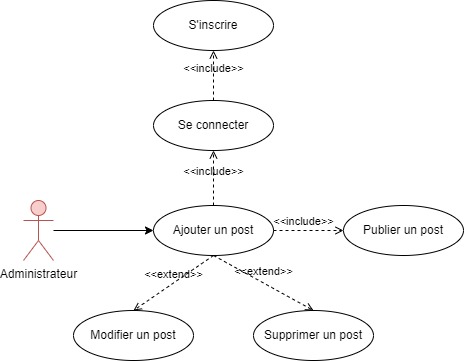 S'inscrire
<<include>>
Se connecter
<<include>>
Ajouter un post
<<include>>
Publier un post
Administrateur
<<extend>>
<<extend>>
Modifier un post
Supprimer un post